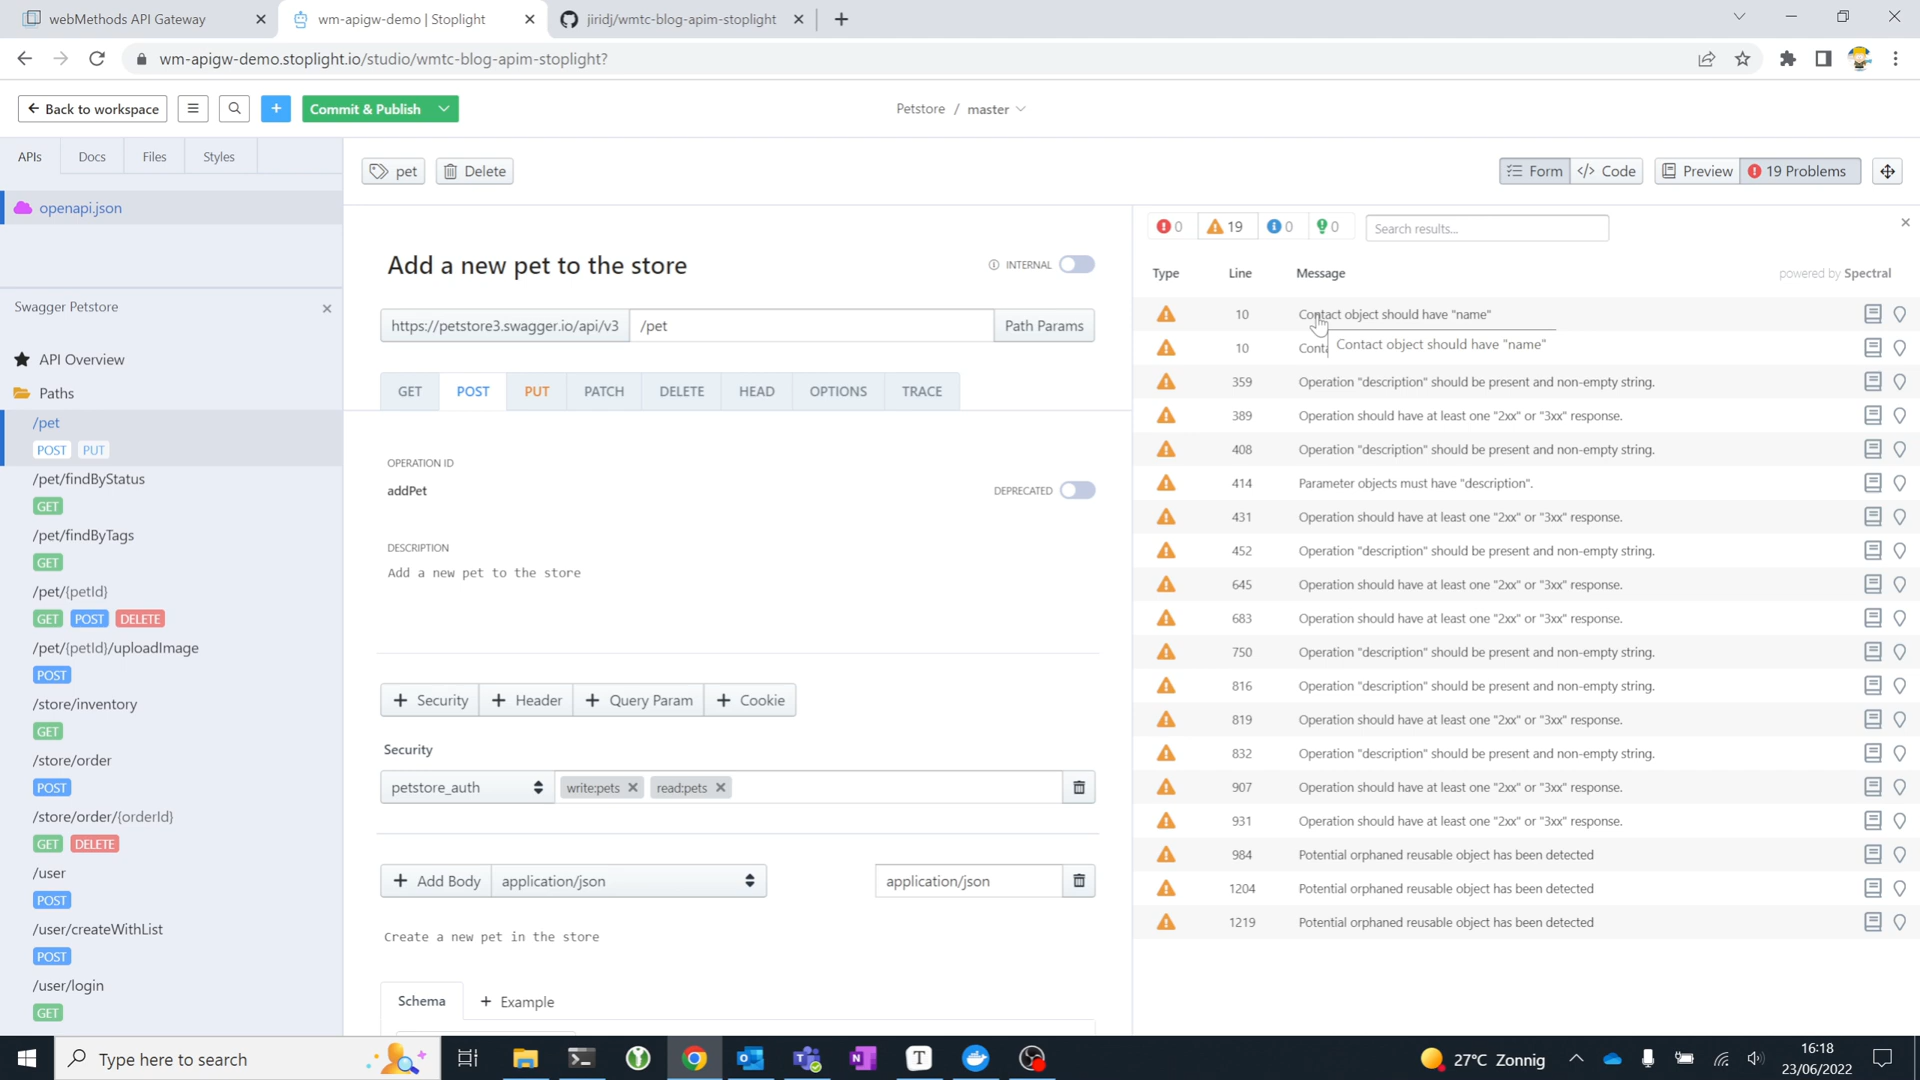 webMethods API Gateway
wm-apigw-demo | Stoplight
jiridj/wmtc-blog-apim-stoplight
wm-apigw-demo.stoplight.io/studio/wmtc-blog-apim-stoplight?
Back to workspace
Commit & Publish
Petstore / master
APIs
Docs
Files
Styles
pet
Delete
Form
</> Code
Preview
19 Problems
openapi.json
Swagger Petstore
API Overview
Paths
/pet
POST PUT
/pet/findByStatus
GET
/pet/findByTags
GET
/pet/{petId}
GET POST DELETE
/pet/{petId}/uploadImage
POST
/store/inventory
GET
/store/order
POST
/store/order/{orderId}
GET DELETE
/user
POST
/user/createWithList
POST
/user/login
GET
Add a new pet to the store
INTERNAL
https://petstore3.swagger.io/api/v3
/pet
Path Params
GET POST PUT PATCH DELETE HEAD OPTIONS TRACE
OPERATION ID
addPet
DEPRECATED
DESCRIPTION
Add a new pet to the store
+ Security
+ Header
+ Query Param
+ Cookie
Security
petstore_auth
write:pets
read:pets
+ Add Body
application/json
application/json
Create a new pet in the store
Schema
+ Example
0
19
0
0
Search results...
Type Line Message
powered by Spectral
10 Contact object should have "name"
Contact object should have "name"
10 Conta
359 Operation "description" should be present and non-empty string.
389 Operation should have at least one "2xx" or "3xx" response.
408 Operation "description" should be present and non-empty string.
414 Parameter objects must have "description".
431 Operation should have at least one "2xx" or "3xx" response.
452 Operation "description" should be present and non-empty string.
645 Operation should have at least one "2xx" or "3xx" response.
683 Operation should have at least one "2xx" or "3xx" response.
750 Operation "description" should be present and non-empty string.
816 Operation "description" should be present and non-empty string.
819 Operation should have at least one "2xx" or "3xx" response.
832 Operation "description" should be present and non-empty string.
907 Operation should have at least one "2xx" or "3xx" response.
931 Operation should have at least one "2xx" or "3xx" response.
984 Potential orphaned reusable object has been detected
1204 Potential orphaned reusable object has been detected
1219 Potential orphaned reusable object has been detected
Type here to search
27°C Zonnig
16:18
23/06/2022